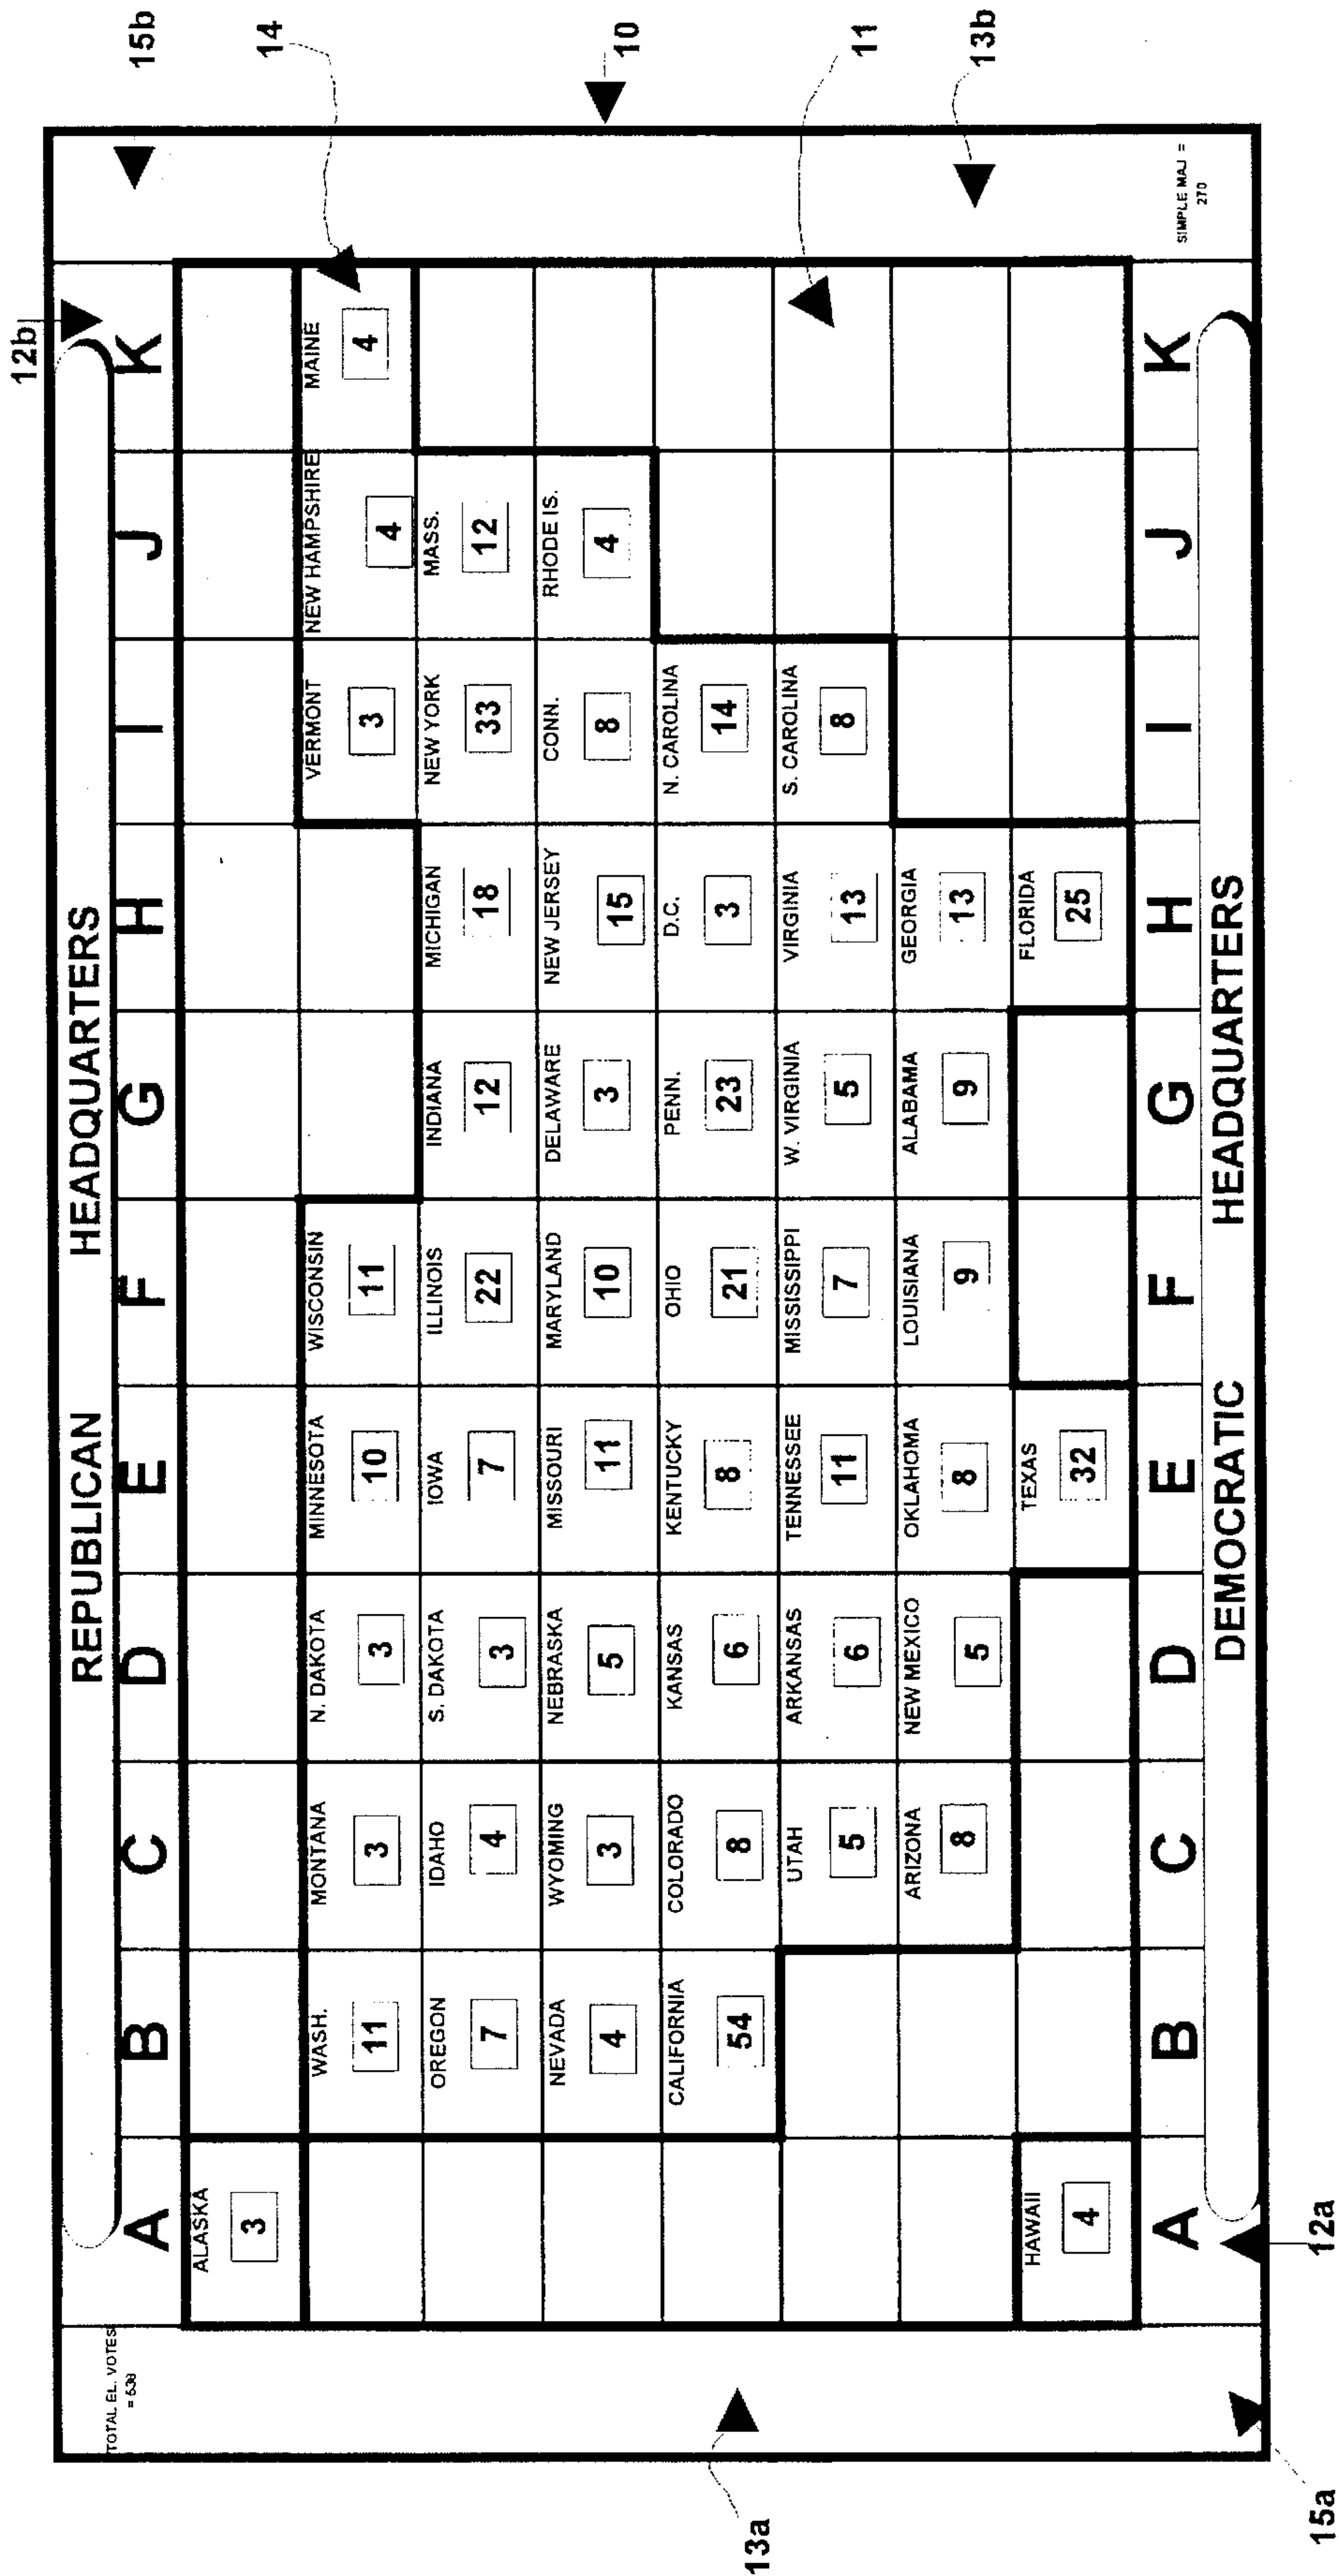 15b
14
10
11
13b
12b
REPUBLICAN HEADQUARTERS
TOTAL EL. VOTES
A B C D E F G H I J K
ALASKA
3
WASH. MONTANA N. DAKOTA MINNESOTA WISCONSIN VERMONT NEW HAMPSHIRE MAINE
11 3 3 10 11 3 4 4
OREGON IDAHO S. DAKOTA IOWA ILLINOIS INDIANA MICHIGAN NEW YORK MASS.
7 4 3 7 22 12 18 33 12
NEVADA WYOMING NEBRASKA MISSOURI MARYLAND DELAWARE NEW JERSEY CONN. RHODE IS.
4 3 5 11 10 3 15 8 4
CALIFORNIA COLORADO KANSAS KENTUCKY OHIO PENN. D.C. N. CAROLINA
54 8 6 8 21 23 3 14
UTAH ARKANSAS TENNESSEE MISSISSIPPI W. VIRGINIA VIRGINIA S. CAROLINA
5 6 11 7 5 13 8
ARIZONA NEW MEXICO OKLAHOMA LOUISIANA ALABAMA GEORGIA
8 5 8 9 9 13
HAWAII TEXAS FLORIDA
4 32 25
SIMPLE MAJ =
270
A B C D E F G H I J K
DEMOCRATIC HEADQUARTERS
13a
12a
15a